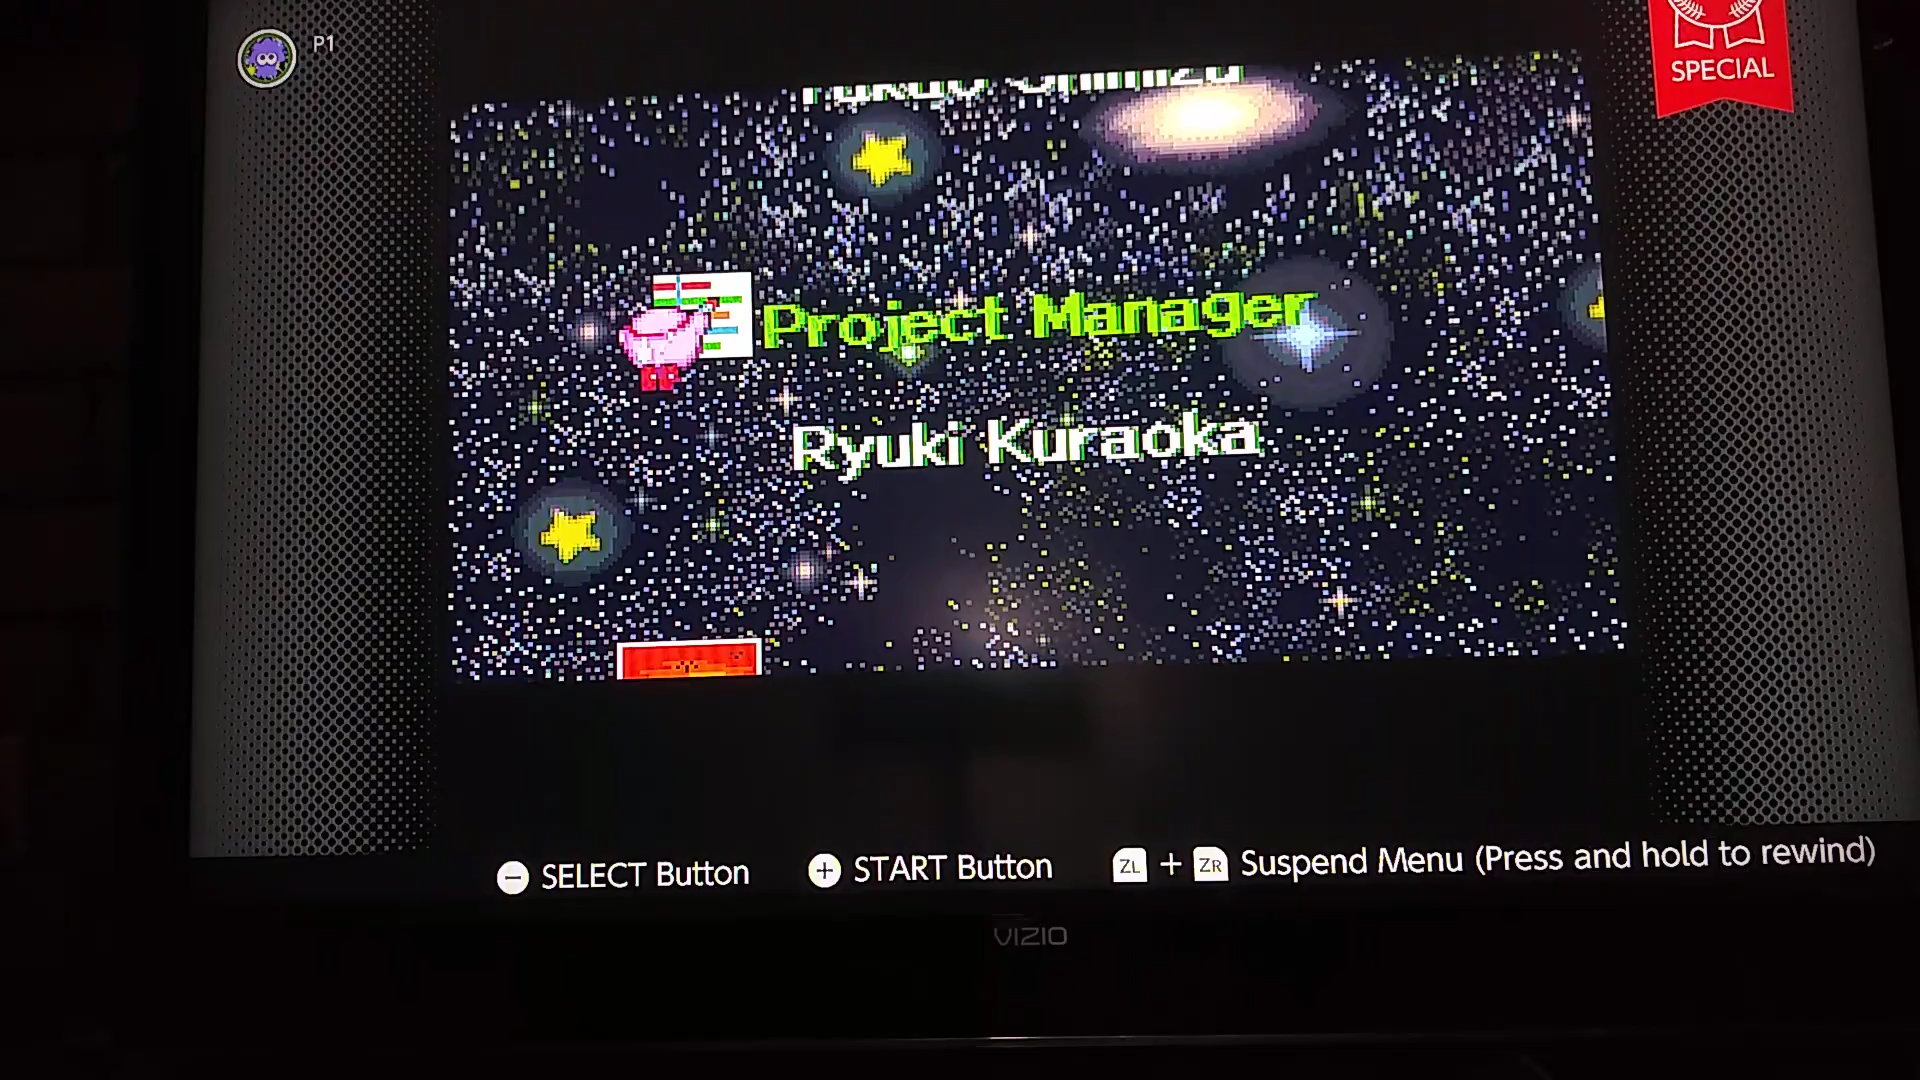 P1
SPECIAL
Project Manager
Ryuki Kuraoka
SELECT Button
START Button
ZL + ZR Suspend Menu (Press and hold to rewind)
VIZIO